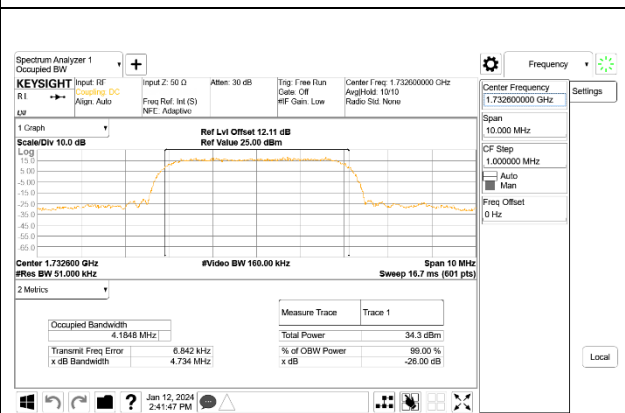 Spectrum Analyzer 1
Occupied BW
Frequency
KEYSIGHT
Input: RF
Coupling: DC
Align: Auto
Input Z: 50 Ω
Freq Ref: Int (S)
NFE: Adaptive
Atten: 30 dB
Trig: Free Run
Gate: Off
#IF Gain: Low
Center Freq: 1.732600000 GHz
Avg|Hold: 10/10
Radio Std: None
Center Frequency
1.732600000 GHz
Settings
Span
10.000 MHz
CF Step
1.000000 MHz
Auto
Man
Freq Offset
0 Hz
1 Graph
Ref Lvl Offset 12.11 dB
Scale/Div 10.0 dB
Ref Value 25.00 dBm
Log
15.0
5.00
-5.00
-15.0
-25.0
-35.0
-45.0
-55.0
-65.0
Center 1.732600 GHz
#Video BW 160.00 kHz
Span 10 MHz
#Res BW 51.000 kHz
Sweep 16.7 ms (601 pts)
2 Metrics
Measure Trace
Trace 1
Occupied Bandwidth
4.1848 MHz
Total Power
34.3 dBm
Transmit Freq Error
6.842 kHz
% of OBW Power
99.00 %
x dB Bandwidth
4.734 MHz
x dB
-26.00 dB
Local
?
Jan 12, 2024
2:41:47 PM